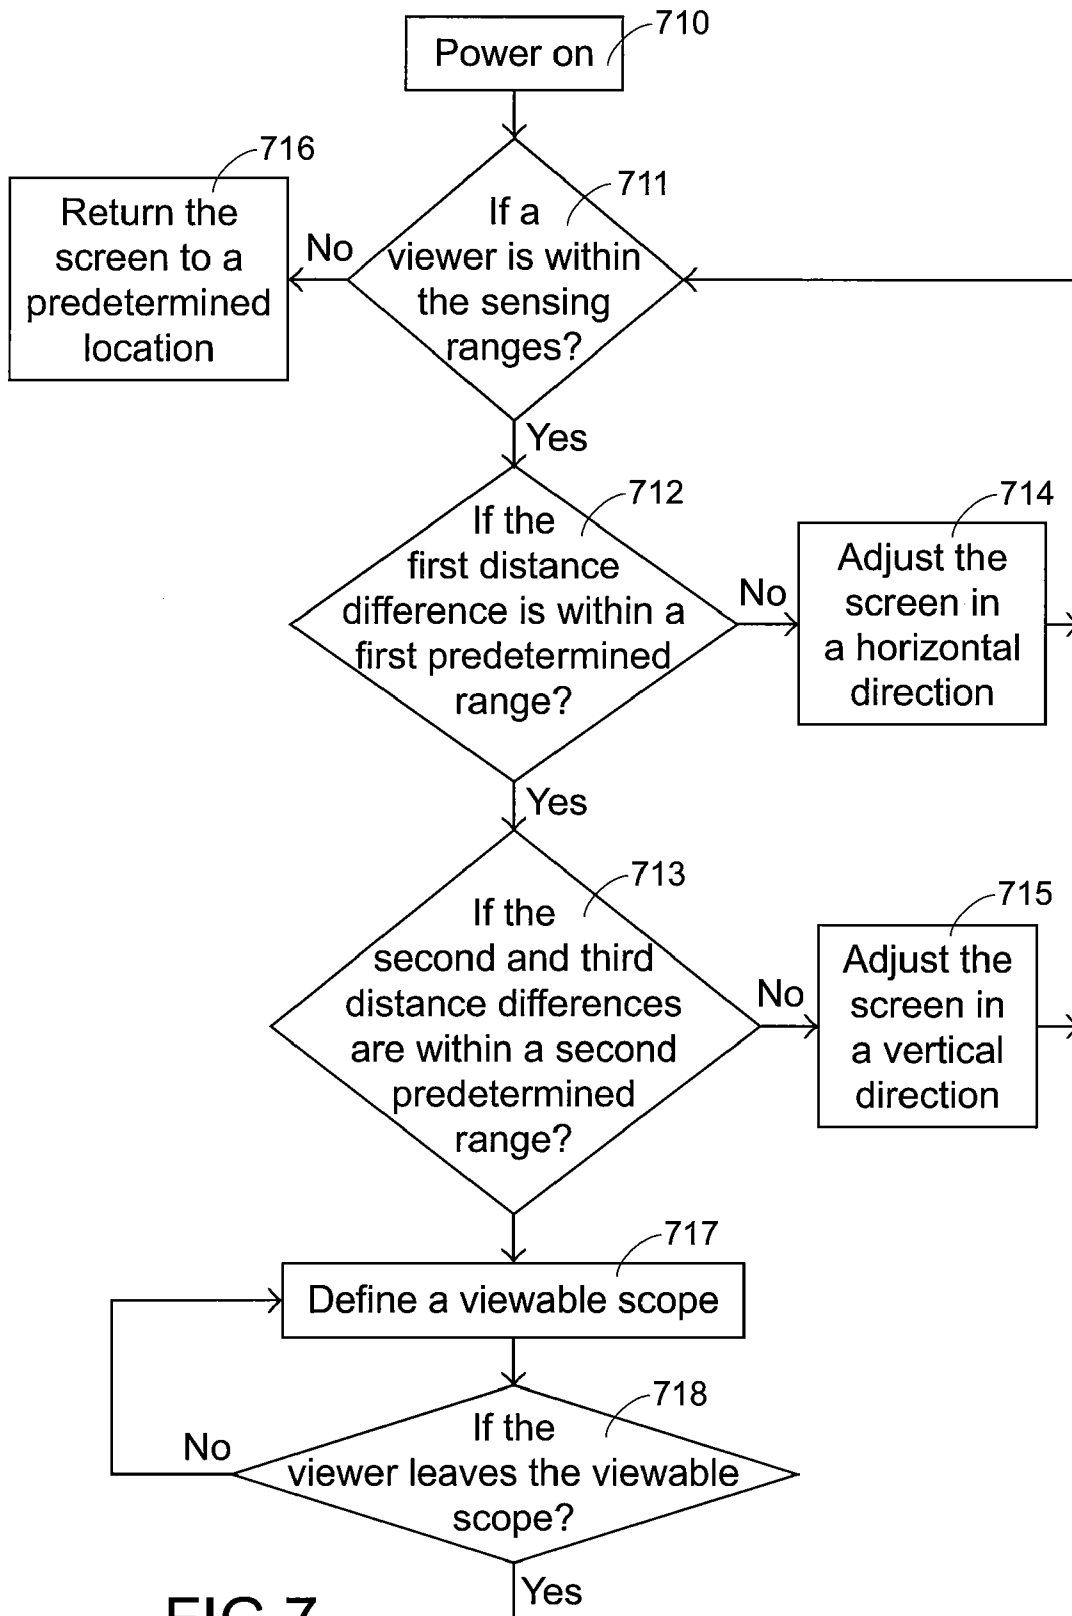 710
Power on
716
Return the
screen to a
predetermined
location
No
711
If a
viewer is within
the sensing
ranges?
Yes
712
If the
first distance
difference is within a
first predetermined
range?
No
714
Adjust the
screen in
a horizontal
direction
Yes
713
If the
second and third
distance differences
are within a second
predetermined
range?
No
715
Adjust the
screen in
a vertical
direction
717
Define a viewable scope
718
If the
viewer leaves the viewable
scope?
No
Yes
FIG.7